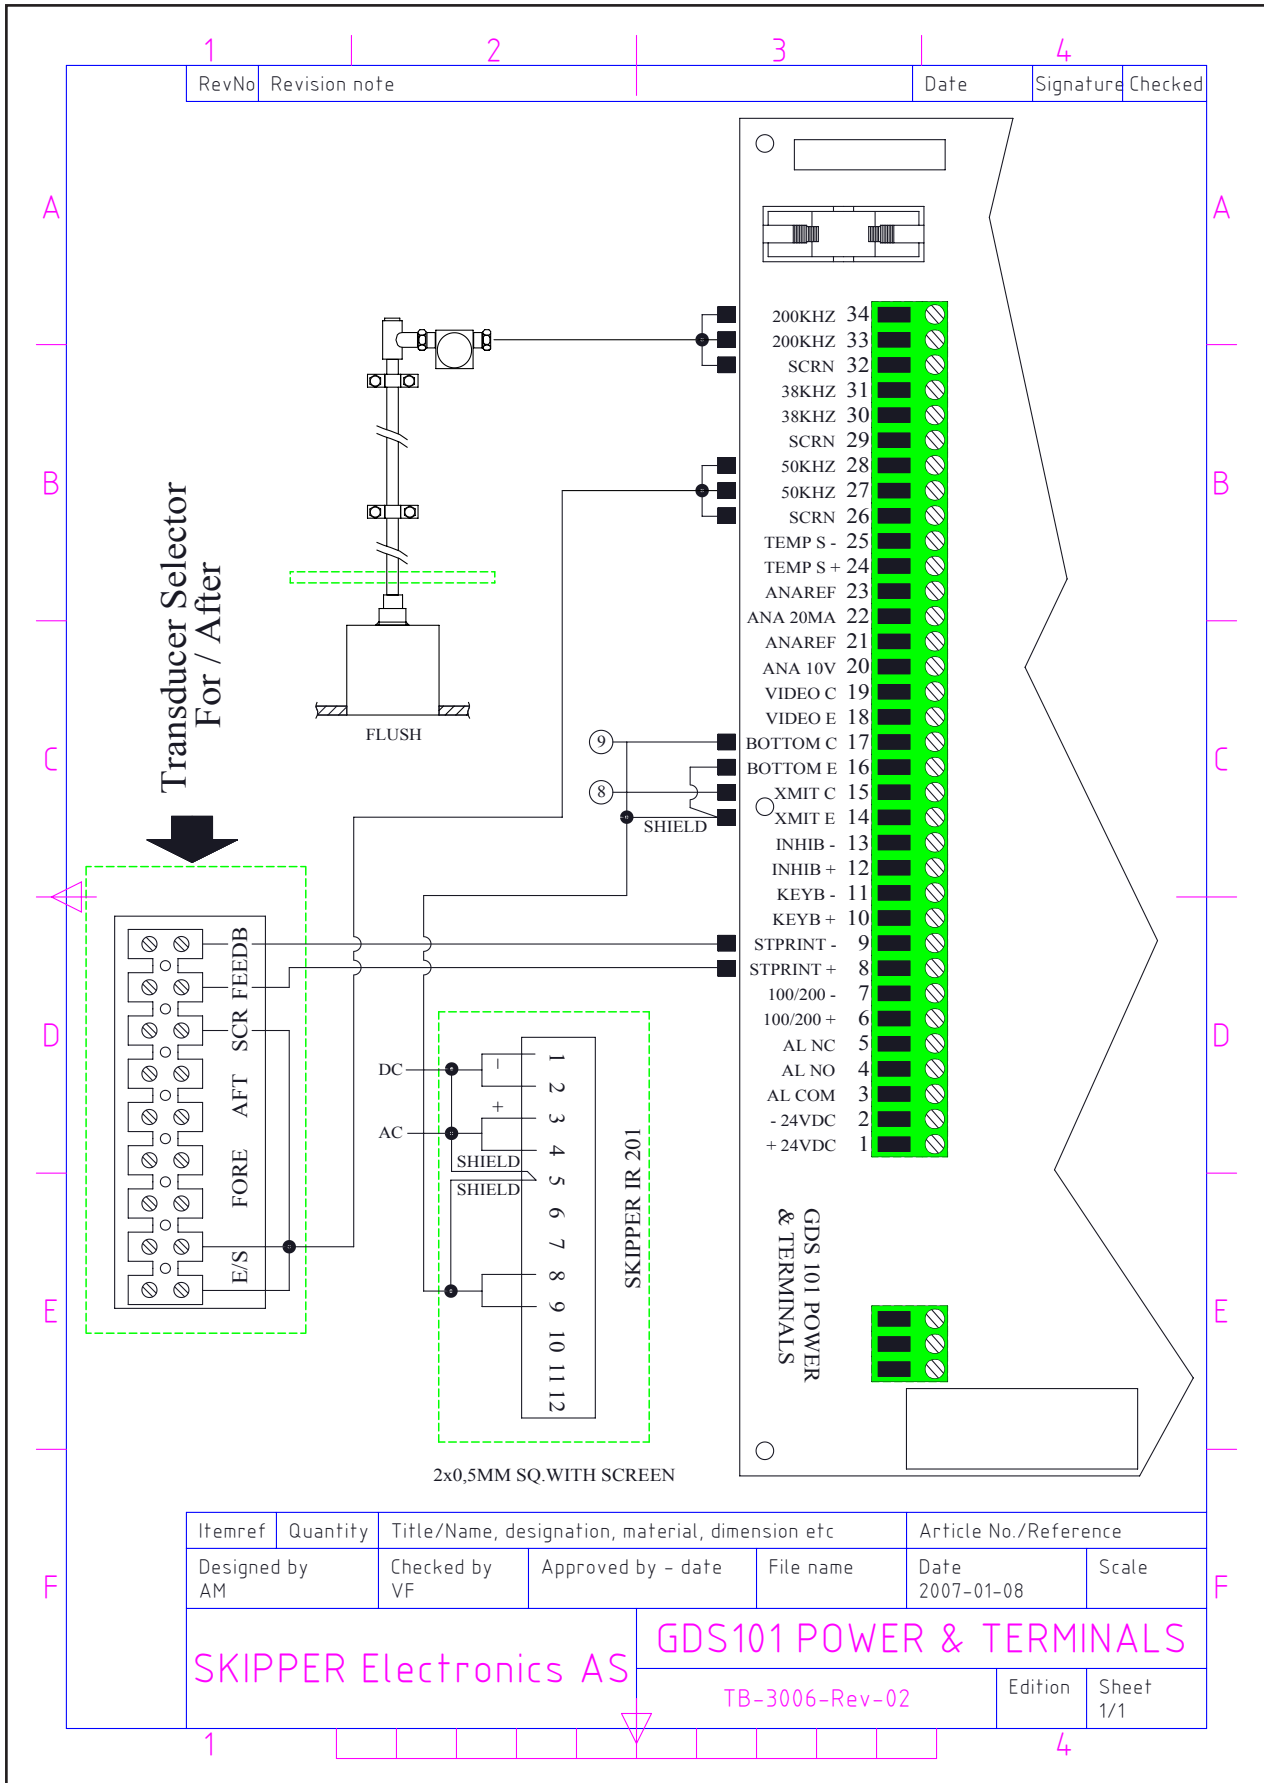 1
2
3
4
RevNo
Revision note
Date
Signature
Checked
A
A
B
B
C
C
D
D
E
E
F
F
200KHZ 34
200KHZ 33
SCRN 32
38KHZ 31
38KHZ 30
SCRN 29
50KHZ 28
50KHZ 27
SCRN 26
TEMP S - 25
TEMP S + 24
ANAREF 23
ANA 20MA 22
ANAREF 21
ANA 10V 20
VIDEO C 19
VIDEO E 18
BOTTOM C 17
BOTTOM E 16
XMIT C 15
XMIT E 14
INHIB - 13
INHIB + 12
KEYB - 11
KEYB + 10
STPRINT - 9
STPRINT + 8
100/200 - 7
100/200 + 6
AL NC 5
AL NO 4
AL COM 3
- 24VDC 2
+ 24VDC 1
GDS 101 POWER
& TERMINALS
Transducer Selector
For / After
FLUSH
9
8
SHIELD
FEEDB
SCR
AFT
FORE
E/S
DC
-
+
AC
SHIELD
SHIELD
1
2
3
4
5
6
7
8
9
10
11
12
SKIPPER IR 201
2x0,5MM SQ.WITH SCREEN
Itemref
Quantity
Title/Name, designation, material, dimension etc
Article No./Reference
Designed by
AM
Checked by
VF
Approved by - date
File name
Date
2007-01-08
Scale
SKIPPER Electronics AS
GDS101 POWER & TERMINALS
TB-3006-Rev-02
Edition
Sheet
1/1
1
4